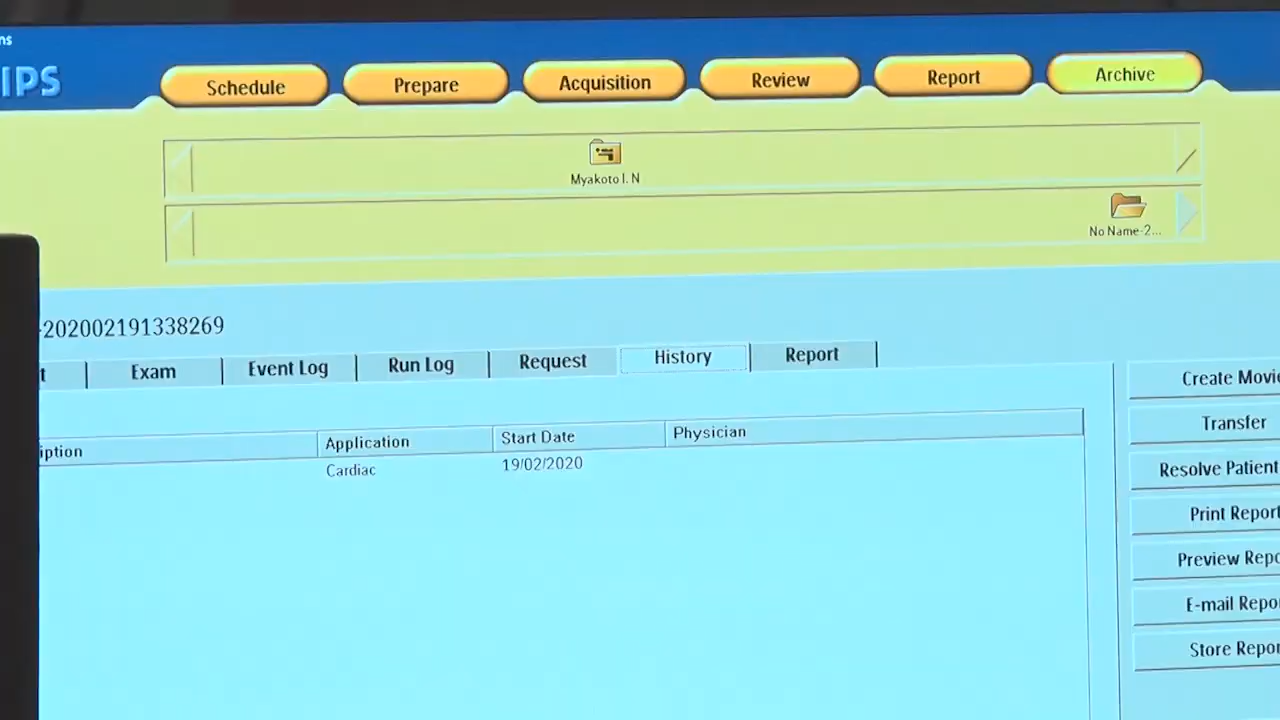 ns
IPS
Schedule Prepare Acquisition Review Report Archive
Myakoto I. N
No Name-2...
-202002191338269
t Exam Event Log Run Log Request History Report
iption Application Start Date Physician
Cardiac 19/02/2020
Create Movie
Transfer
Resolve Patient
Print Report
Preview Repo
E-mail Repor
Store Repor